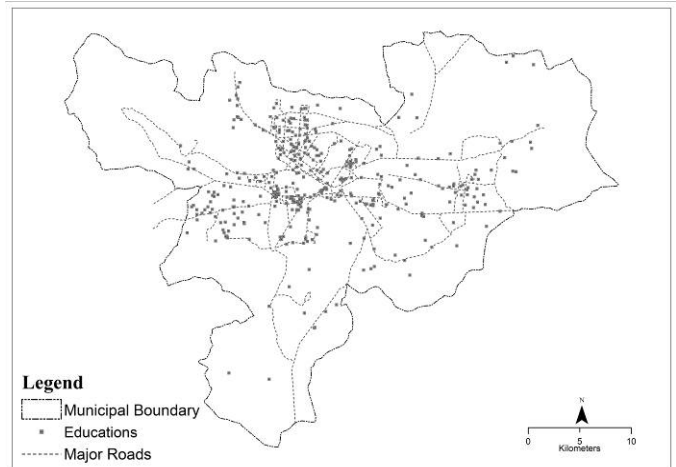 Legend
Municipal Boundary
Educations
Major Roads
N
0 5 10
Kilometers